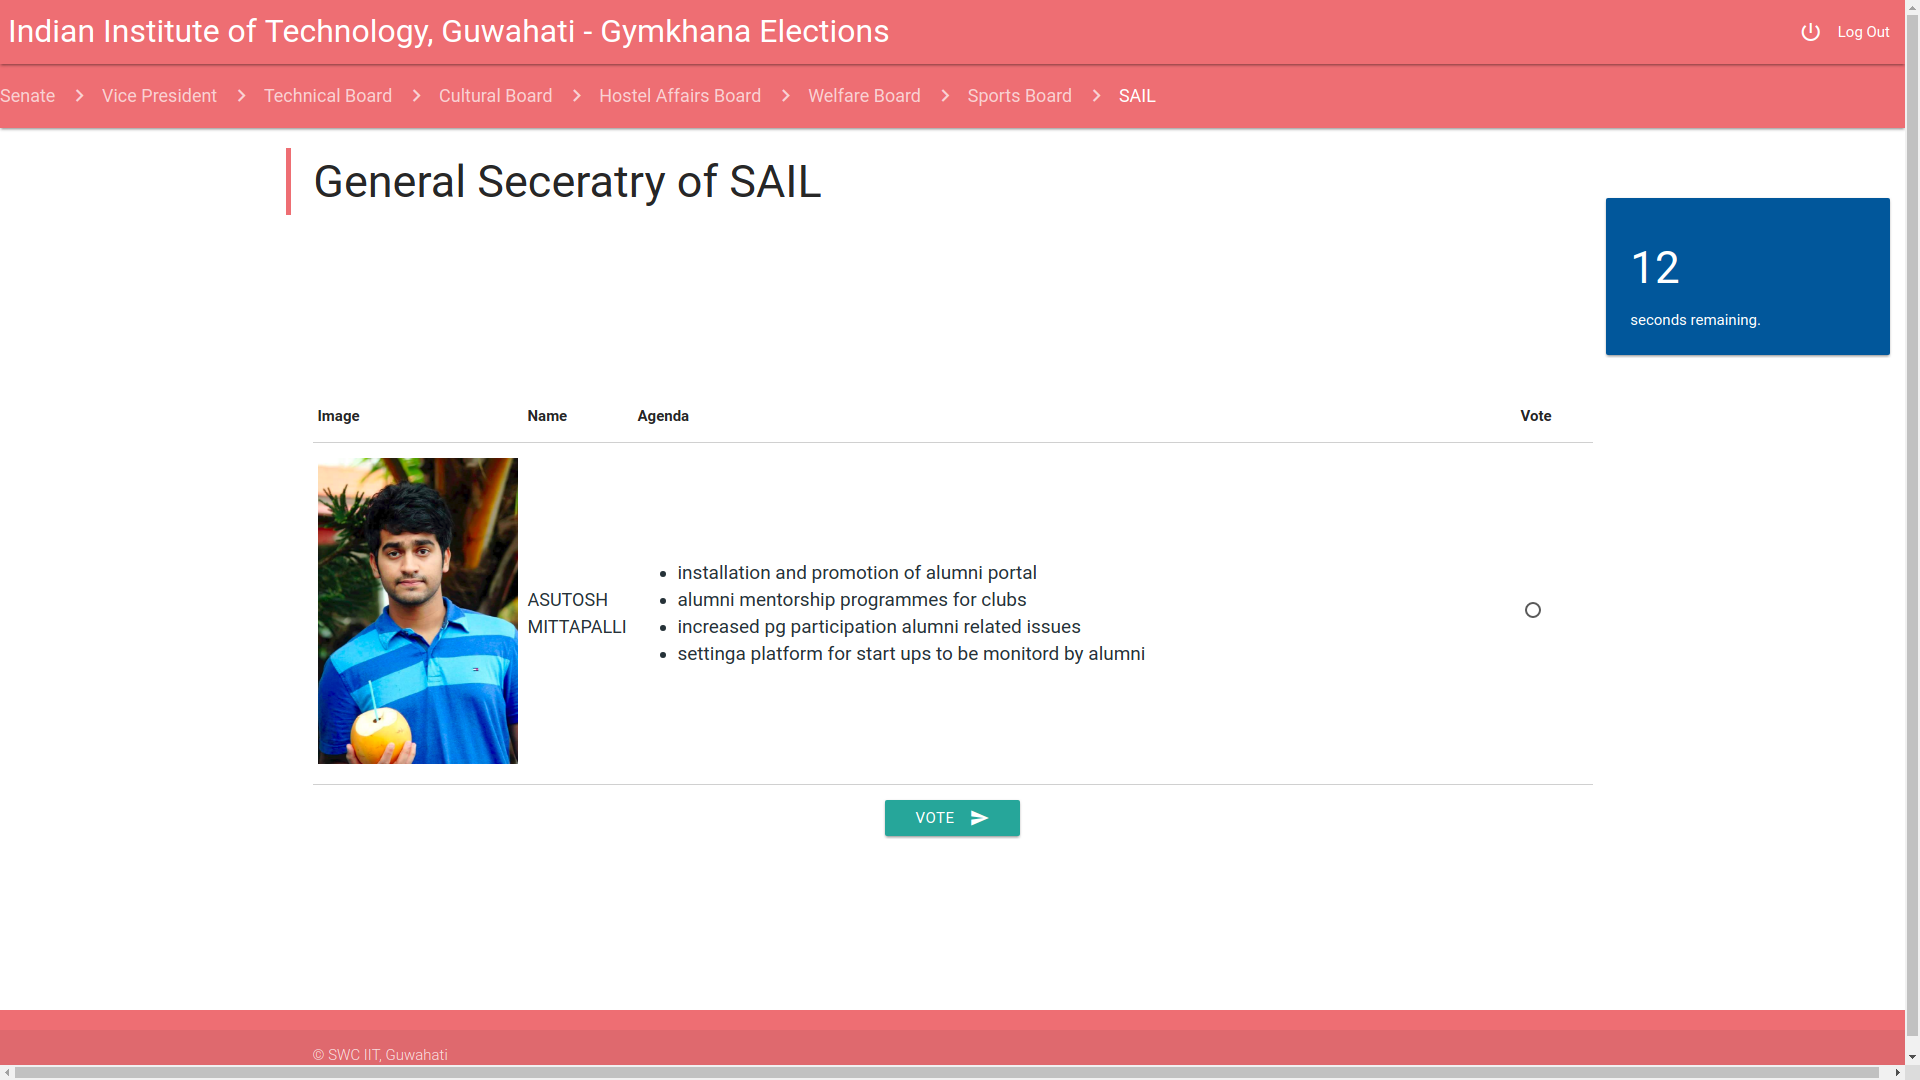 Indian Institute of Technology, Guwahati - Gymkhana Elections
Log Out
Senate
Vice President
Technical Board
Cultural Board
Hostel Affairs Board
Welfare Board
Sports Board
SAIL
General Seceratry of SAIL
12
seconds remaining.
Image
Name
Agenda
Vote
ASUTOSH
MITTAPALLI
installation and promotion of alumni portal
alumni mentorship programmes for clubs
increased pg participation alumni related issues
settinga platform for start ups to be monitord by alumni
VOTE
© SWC IIT, Guwahati